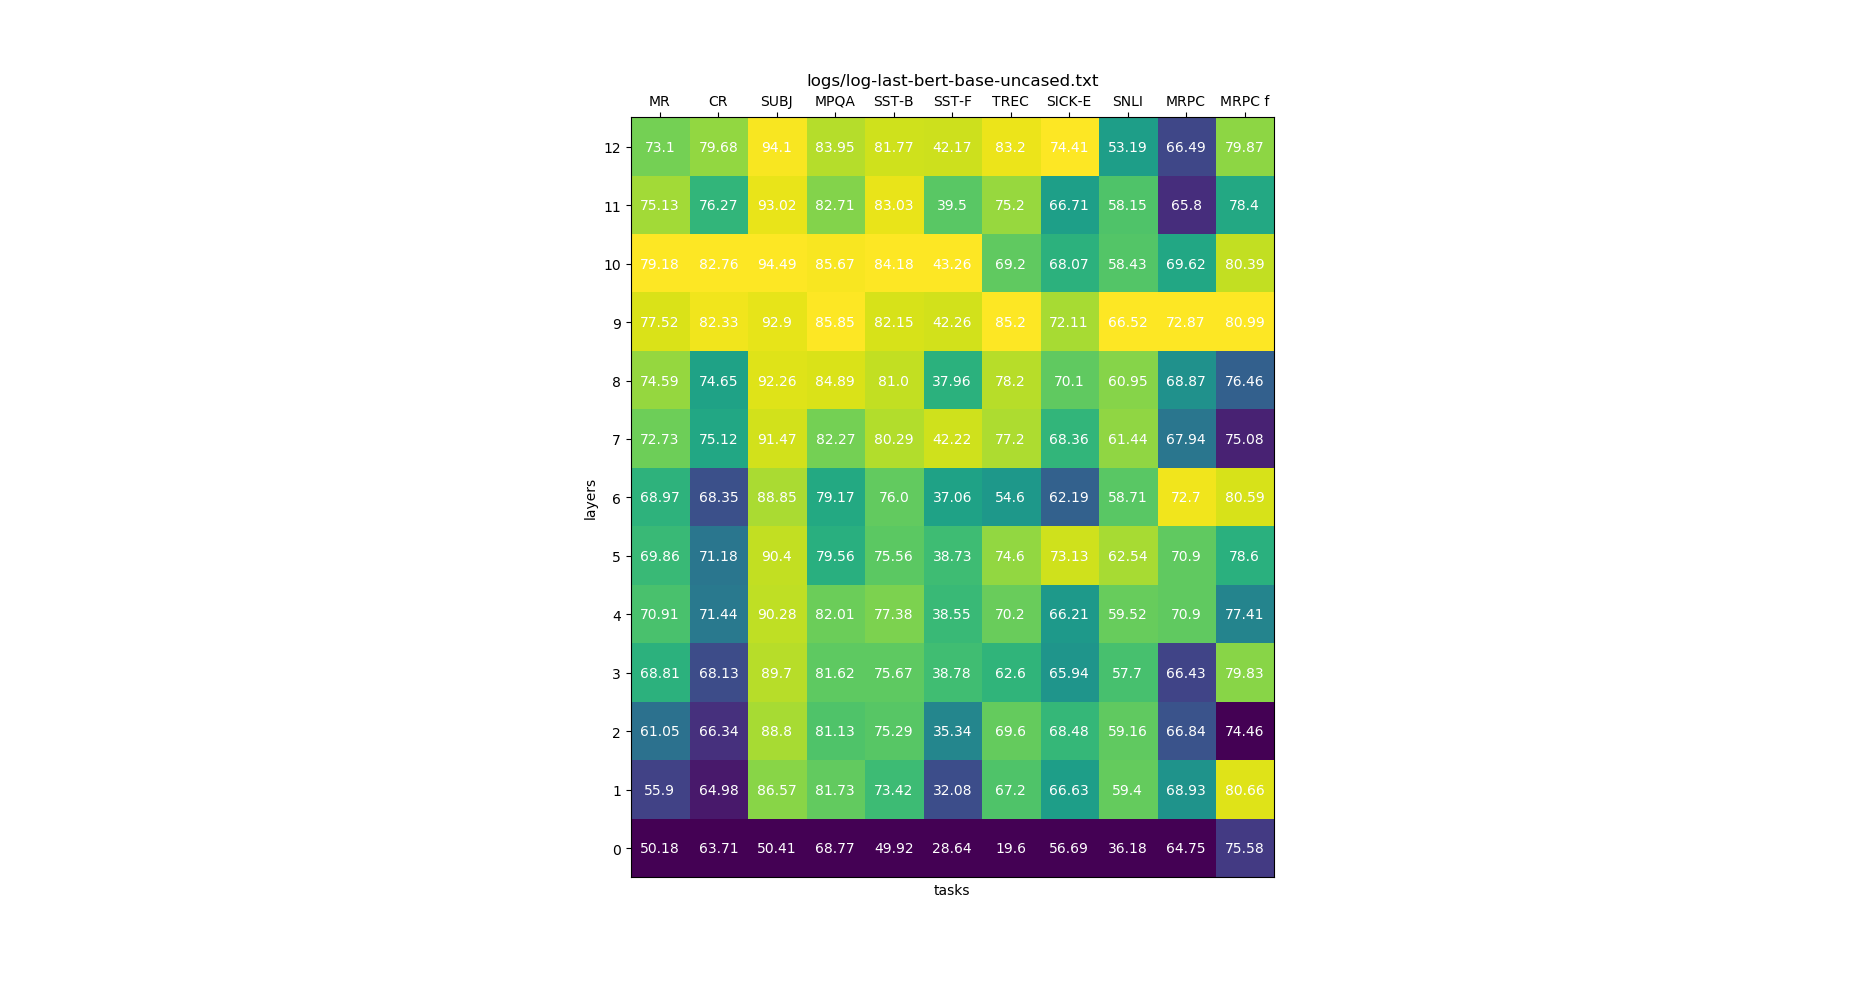 logs/log-last-bert-base-uncased.txt
MR CR SUBJ MPQA SST-B SST-F TREC SICK-E SNLI MRPC MRPC f
12 73.1 79.68 94.1 83.95 81.77 42.17 83.2 74.41 53.19 66.49 79.87
11 75.13 76.27 93.02 82.71 83.03 39.5 75.2 66.71 58.15 65.8 78.4
10 79.18 82.76 94.49 85.67 84.18 43.26 69.2 68.07 58.43 69.62 80.39
9 77.52 82.33 92.9 85.85 82.15 42.26 85.2 72.11 66.52 72.87 80.99
8 74.59 74.65 92.26 84.89 81.0 37.96 78.2 70.1 60.95 68.87 76.46
7 72.73 75.12 91.47 82.27 80.29 42.22 77.2 68.36 61.44 67.94 75.08
6 68.97 68.35 88.85 79.17 76.0 37.06 54.6 62.19 58.71 72.7 80.59
layers
5 69.86 71.18 90.4 79.56 75.56 38.73 74.6 73.13 62.54 70.9 78.6
4 70.91 71.44 90.28 82.01 77.38 38.55 70.2 66.21 59.52 70.9 77.41
3 68.81 68.13 89.7 81.62 75.67 38.78 62.6 65.94 57.7 66.43 79.83
2 61.05 66.34 88.8 81.13 75.29 35.34 69.6 68.48 59.16 66.84 74.46
1 55.9 64.98 86.57 81.73 73.42 32.08 67.2 66.63 59.4 68.93 80.66
0 50.18 63.71 50.41 68.77 49.92 28.64 19.6 56.69 36.18 64.75 75.58
tasks